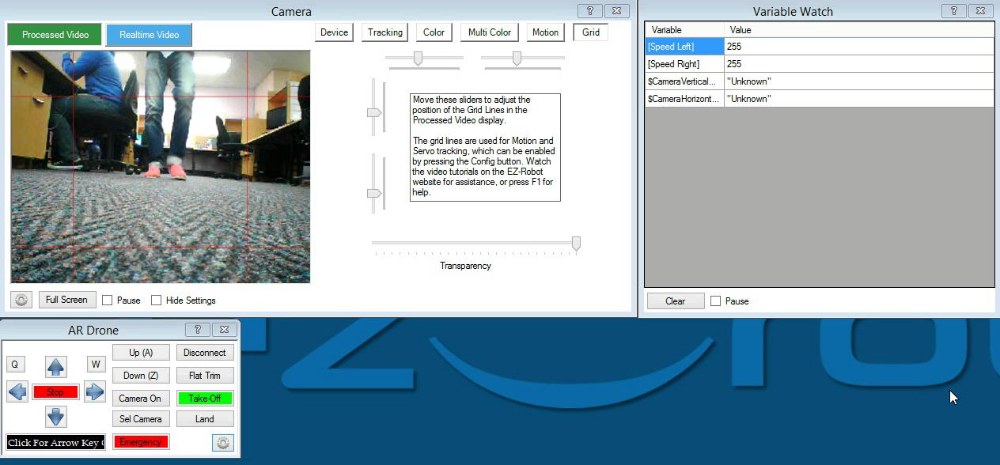 Camera
?
Processed Video
Realtime Video
Device
Tracking
Color
Multi Color
Motion
Grid
Move these sliders to adjust the
position of the Grid Lines in the
Processed Video display.
The grid lines are used for Motion and
Servo tracking, which can be enabled
by pressing the Config button. Watch
the video tutorials on the EZ-Robot
website for assistance, or press F1 for
help.
Transparency
Full Screen
Pause
Hide Settings
Variable Watch
?
Variable Value
[Speed Left] 255
[Speed Right] 255
$CameraVertical... "Unknown"
$CameraHorizont... "Unknown"
Clear
Pause
AR Drone
?
Q
W
Stop
Click For Arrow Key
Up (A)
Disconnect
Down (Z)
Flat Trim
Camera On
Take-Off
Sel Camera
Land
Emergency